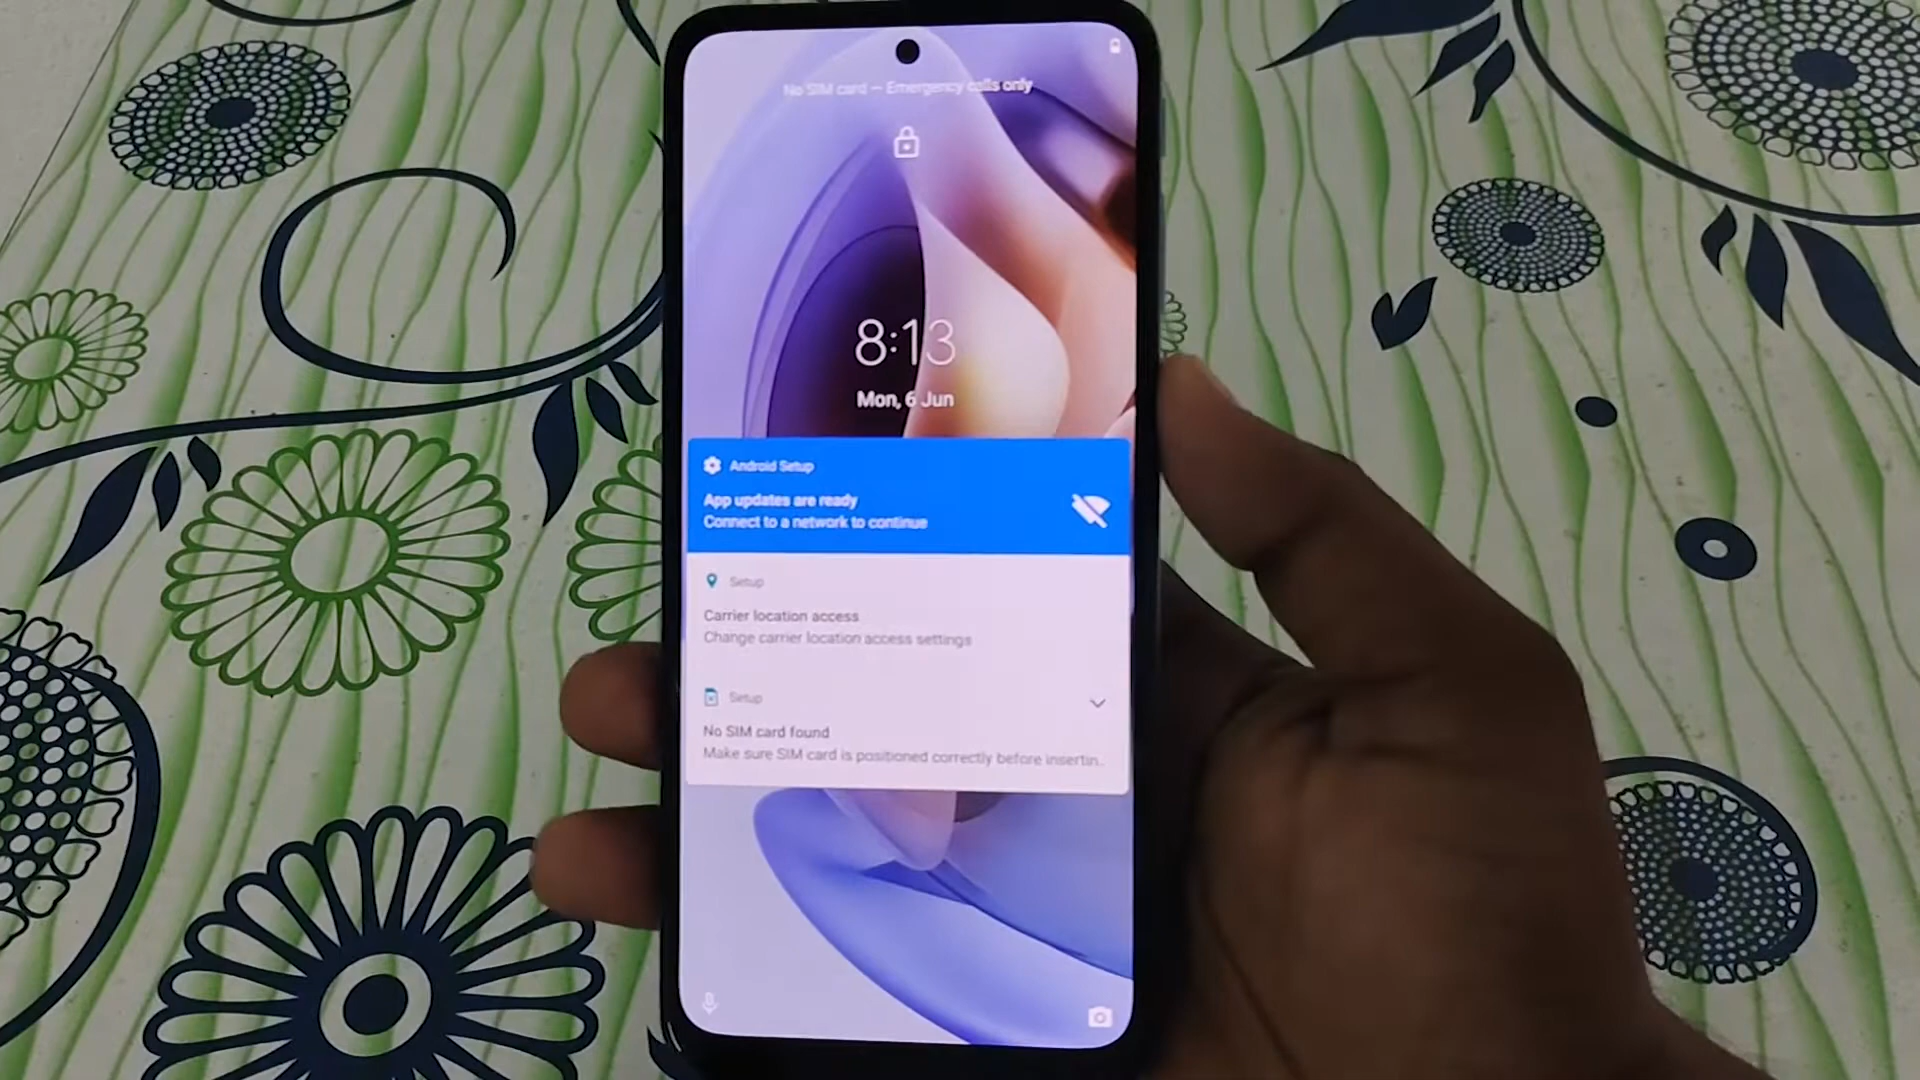 No SIM card — Emergency calls only
8:13
Mon, 6 Jun
Android Setup
App updates are ready
Connect to a network to continue
Setup
Carrier location access
Change carrier location access settings
Setup
No SIM card found
Make sure SIM card is positioned correctly before insertin..